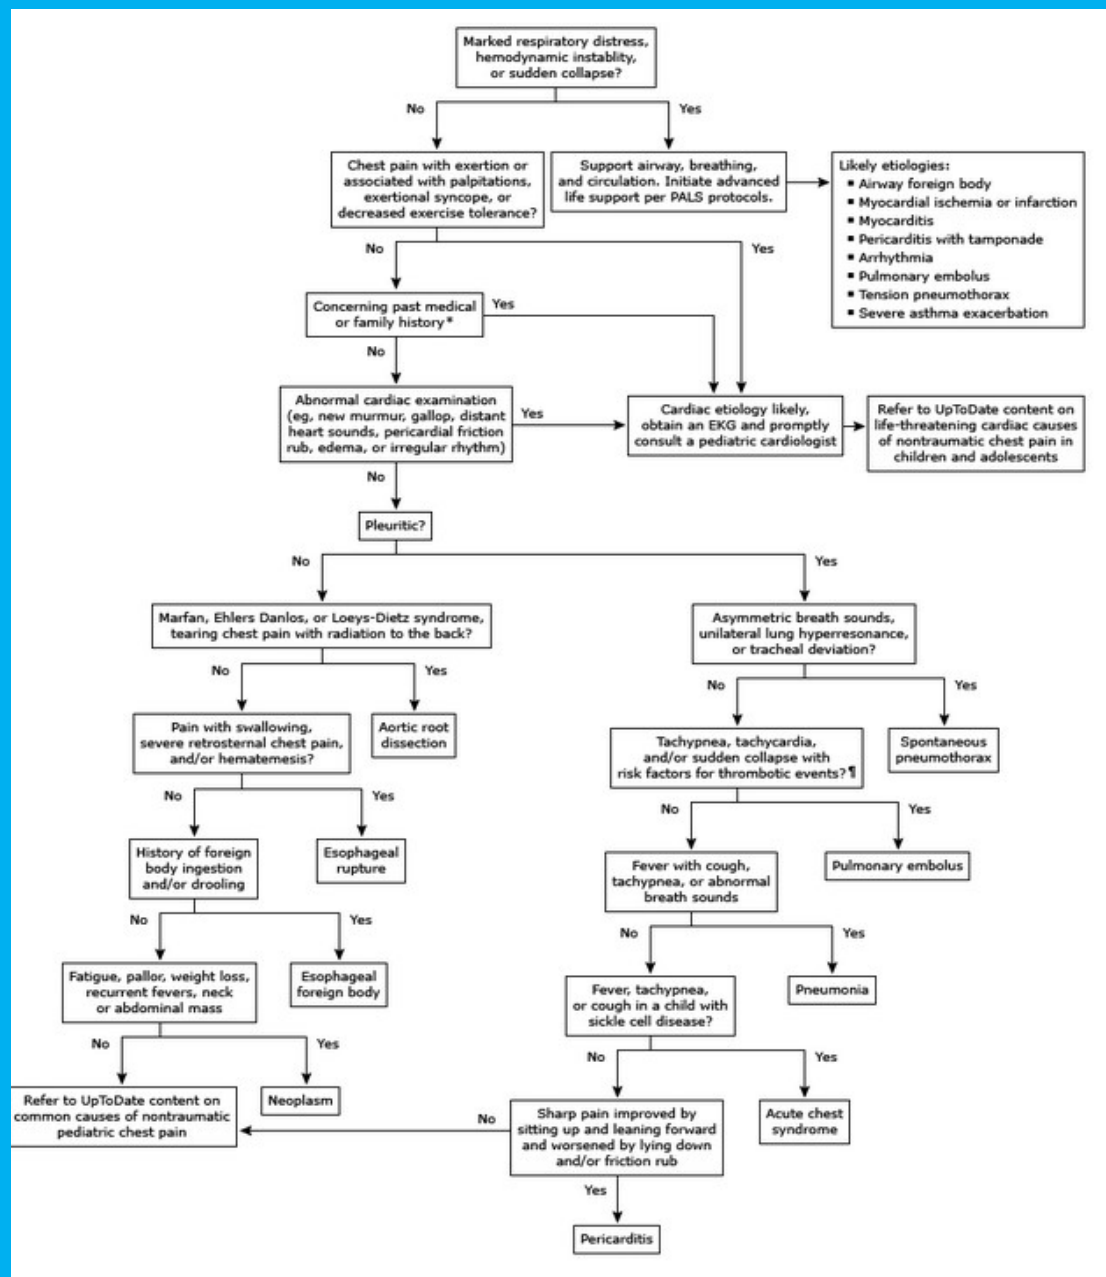 Marked respiratory distress,
hemodynamic instablity,
or sudden collapse?
No
Yes
Chest pain with exertion or
associated with palpitations,
exertional syncope, or
decreased exercise tolerance?
Support airway, breathing,
and circulation. Initiate advanced
life support per PALS protocols.
Likely etiologies:
▪ Airway foreign body
▪ Myocardial ischemia or infarction
▪ Myocarditis
▪ Pericarditis with tamponade
▪ Arrhythmia
▪ Pulmonary embolus
▪ Tension pneumothorax
▪ Severe asthma exacerbation
No
Yes
Concerning past medical
or family history*
Yes
No
Abnormal cardiac examination
(eg, new murmur, gallop, distant
heart sounds, pericardial friction
rub, edema, or irregular rhythm)
Yes
Cardiac etiology likely,
obtain an EKG and promptly
consult a pediatric cardiologist
Refer to UpToDate content on
life-threatening cardiac causes
of nontraumatic chest pain in
children and adolescents
No
Pleuritic?
No
Yes
Marfan, Ehlers Danlos, or Loeys-Dietz syndrome,
tearing chest pain with radiation to the back?
Asymmetric breath sounds,
unilateral lung hyperresonance,
or tracheal deviation?
No
Yes
No
Yes
Pain with swallowing,
severe retrosternal chest pain,
and/or hematemesis?
Aortic root
dissection
Tachypnea, tachycardia,
and/or sudden collapse with
risk factors for thrombotic events?¶
Spontaneous
pneumothorax
No
Yes
No
Yes
History of foreign
body ingestion
and/or drooling
Esophageal
rupture
Fever with cough,
tachypnea, or abnormal
breath sounds
Pulmonary embolus
No
Yes
No
Yes
Fatigue, pallor, weight loss,
recurrent fevers, neck
or abdominal mass
Esophageal
foreign body
Fever, tachypnea,
or cough in a child with
sickle cell disease?
Pneumonia
No
Yes
No
Yes
Refer to UpToDate content on
common causes of nontraumatic
pediatric chest pain
Neoplasm
No
Sharp pain improved by
sitting up and leaning forward
and worsened by lying down
and/or friction rub
Acute chest
syndrome
Yes
Pericarditis